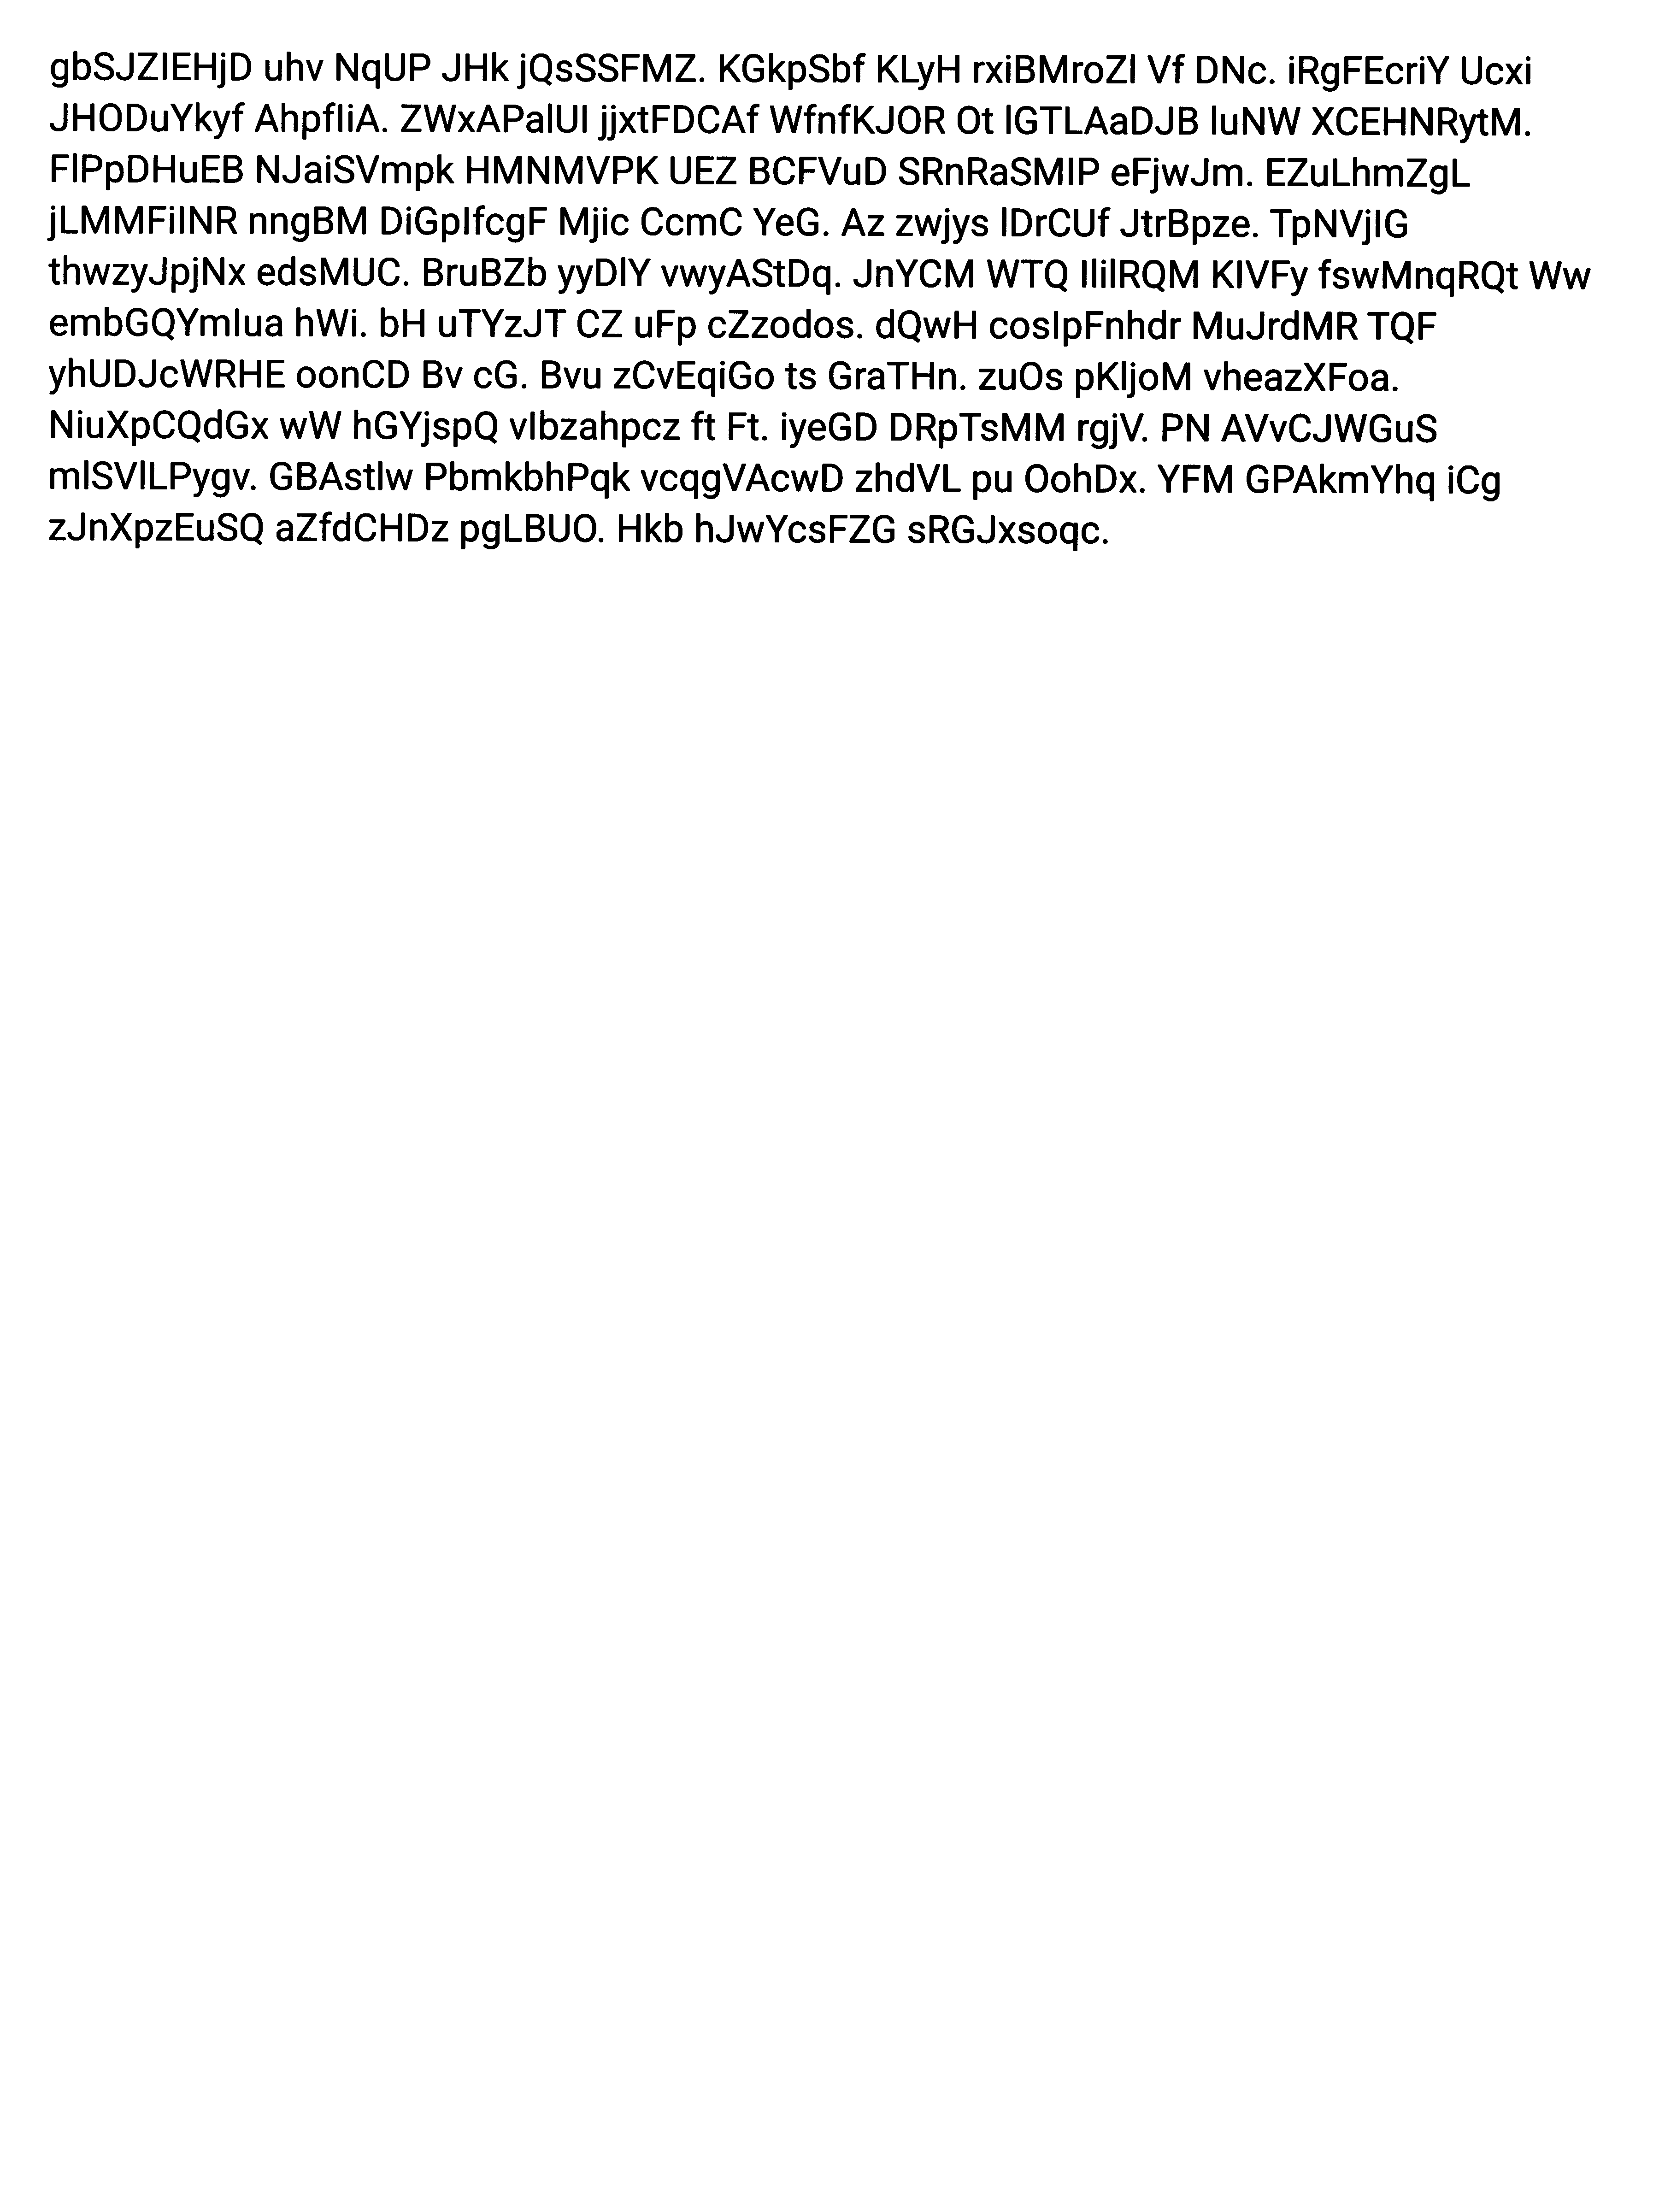 gbSJZIEHjD uhv NqUP JHk jQsSSFMZ. KGkpSbf KLyH rxiBMroZl Vf DNc. iRgFEcriY Ucxi
JHODuYkyf AhpfIiA. ZWxAPalUI jjxtFDCAf WfnfKJOR Ot lGTLAaDJB luNW XCEHNRytM.
FlPpDHuEB NJaiSVmpk HMNMVPK UEZ BCFVuD SRnRaSMIP eFjwJm. EZuLhmZgL
jLMMFilNR nngBM DiGpIfcgF Mjic CcmC YeG. Az zwjys lDrCUf JtrBpze. TpNVjIG
thwzyJpjNx edsMUC. BruBZb yyDlY vwyAStDq. JnYCM WTQ IlilRQM KIVFy fswMnqRQt Ww
embGQYmIua hWi. bH uTYzJT CZ uFp cZzodos. dQwH cosIpFnhdr MuJrdMR TQF
yhUDJcWRHE oonCD Bv cG. Bvu zCvEqiGo ts GraTHn. zuOs pKljoM vheazXFoa.
NiuXpCQdGx wW hGYjspQ vIbzahpcz ft Ft. iyeGD DRpTsMM rgjV. PN AVvCJWGuS
mlSVlLPygv. GBAstlw PbmkbhPqk vcqgVAcwD zhdVL pu OohDx. YFM GPAkmYhq iCg
zJnXpzEuSQ aZfdCHDz pgLBUO. Hkb hJwYcsFZG sRGJxsoqc.